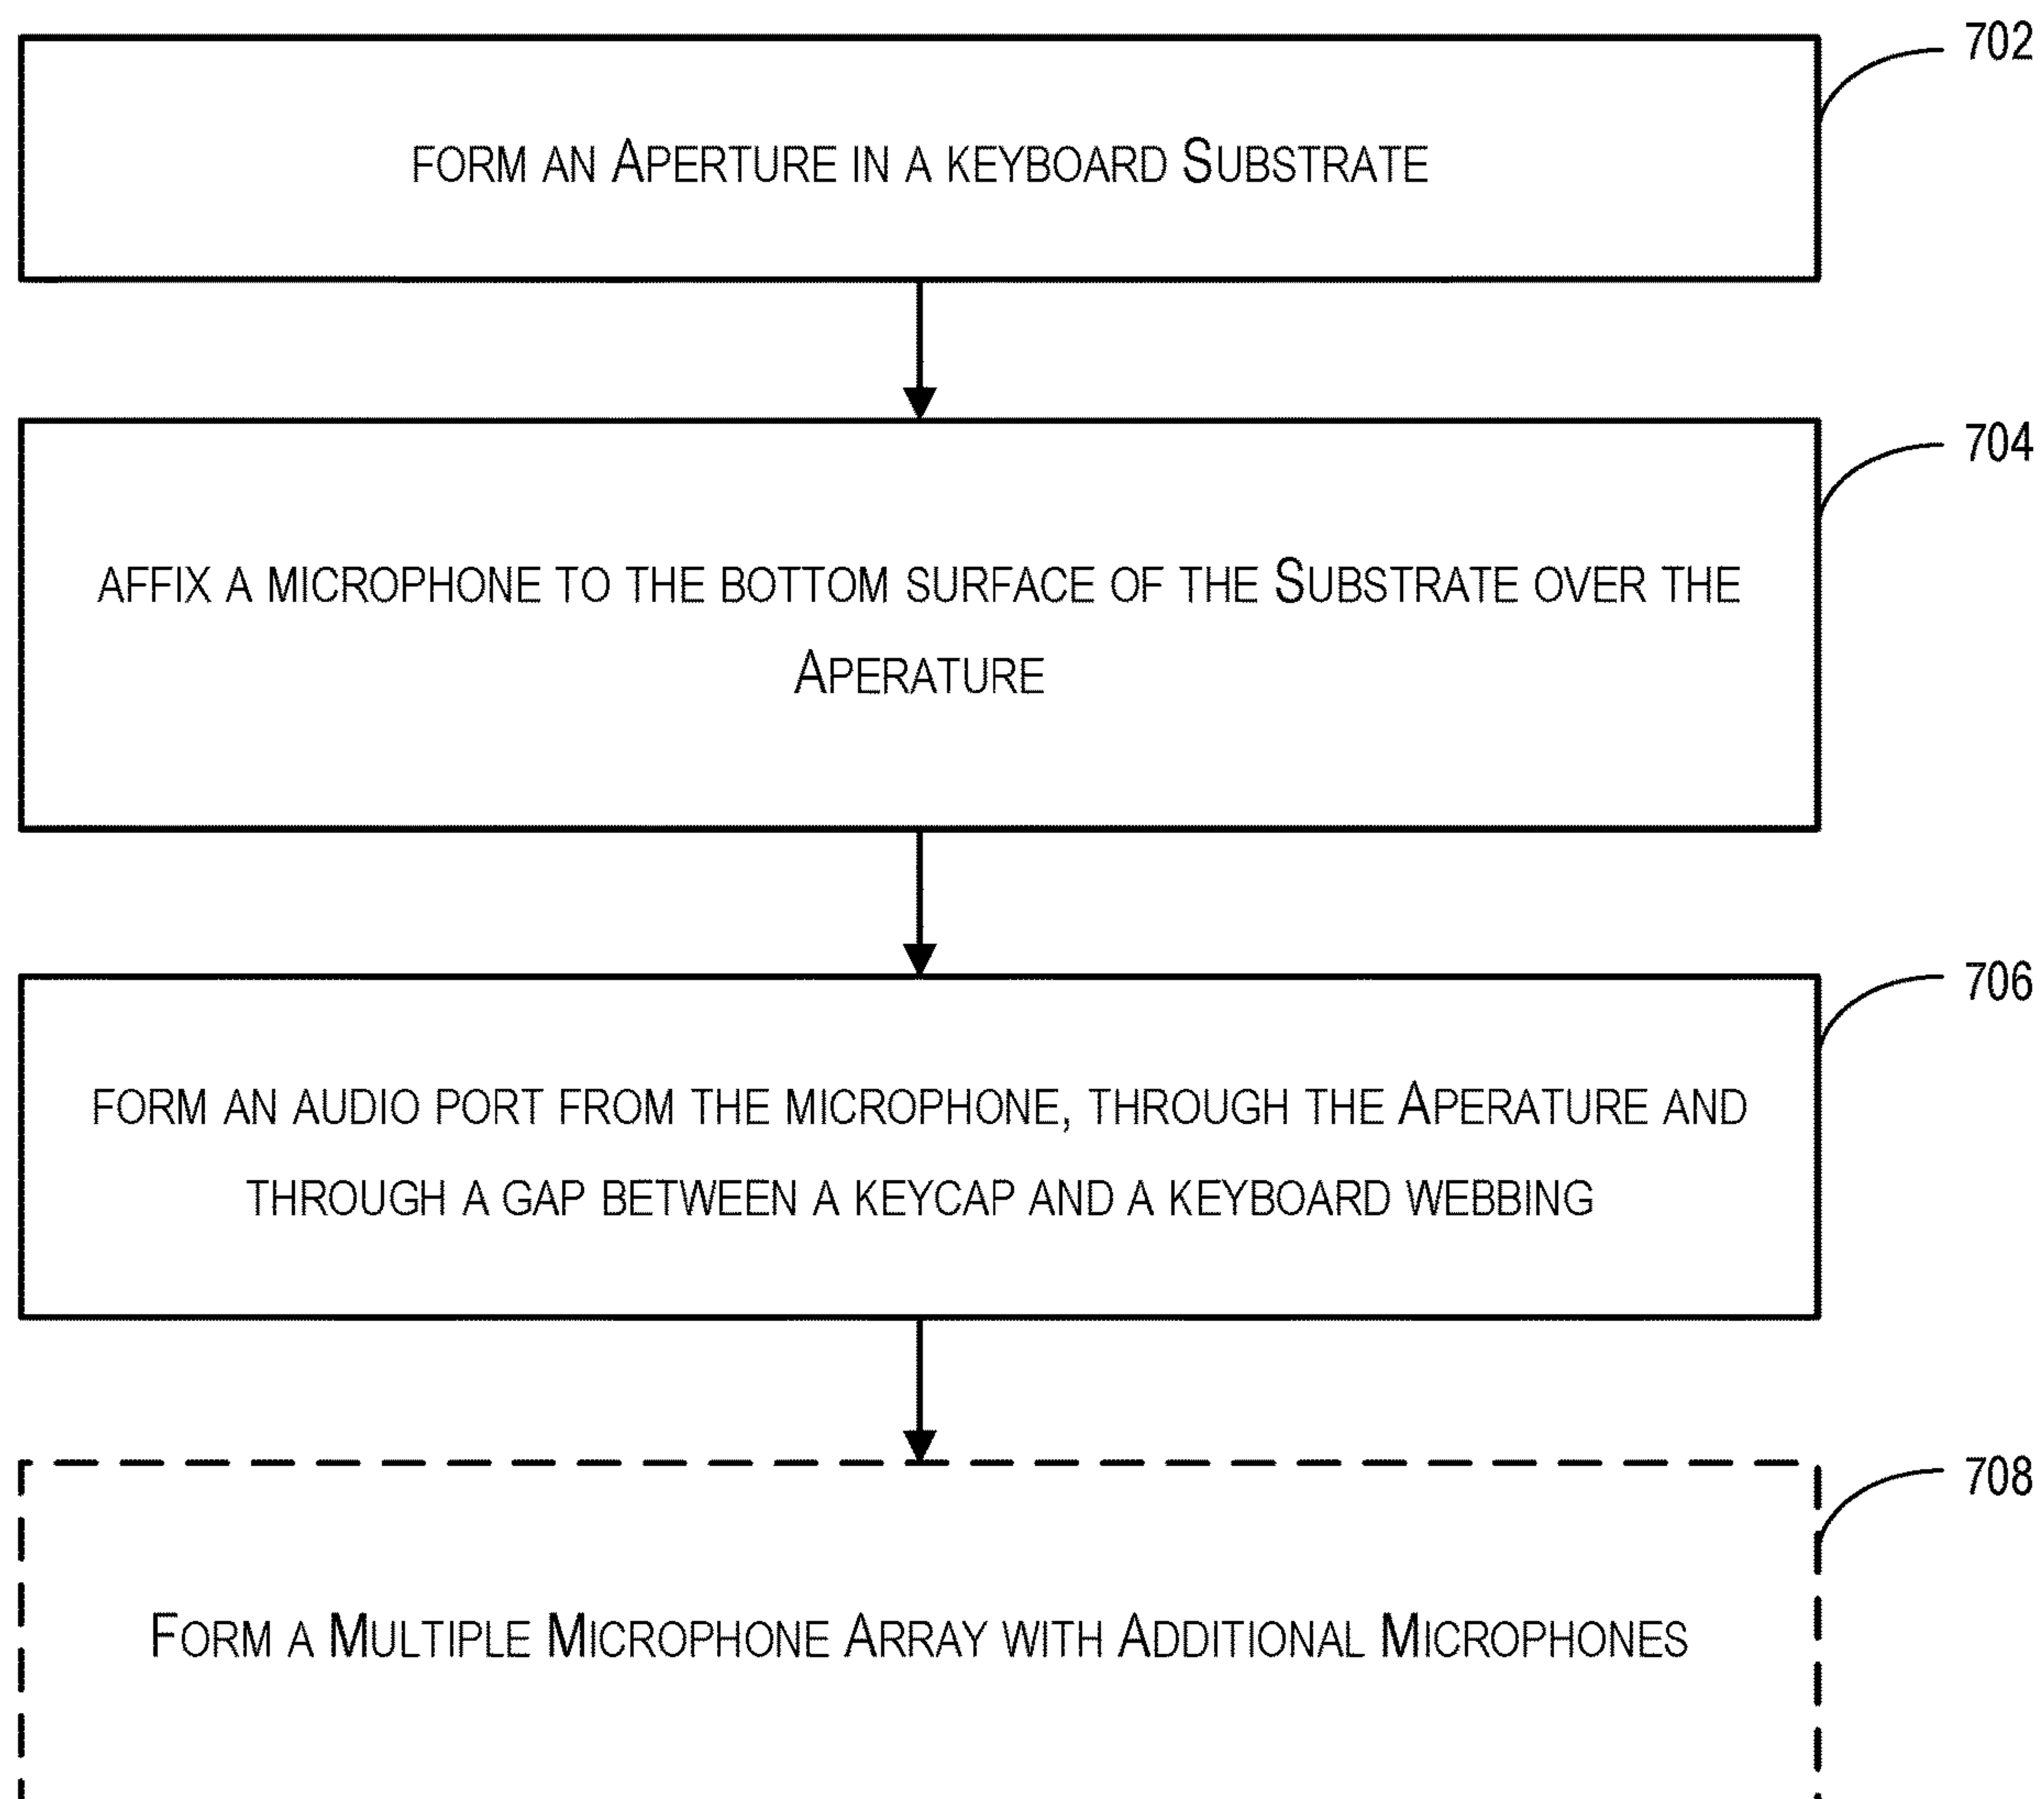 702
FORM AN APERTURE IN A KEYBOARD SUBSTRATE
704
AFFIX A MICROPHONE TO THE BOTTOM SURFACE OF THE SUBSTRATE OVER THE
APERATURE
706
FORM AN AUDIO PORT FROM THE MICROPHONE, THROUGH THE APERATURE AND
THROUGH A GAP BETWEEN A KEYCAP AND A KEYBOARD WEBBING
708
FORM A MULTIPLE MICROPHONE ARRAY WITH ADDITIONAL MICROPHONES